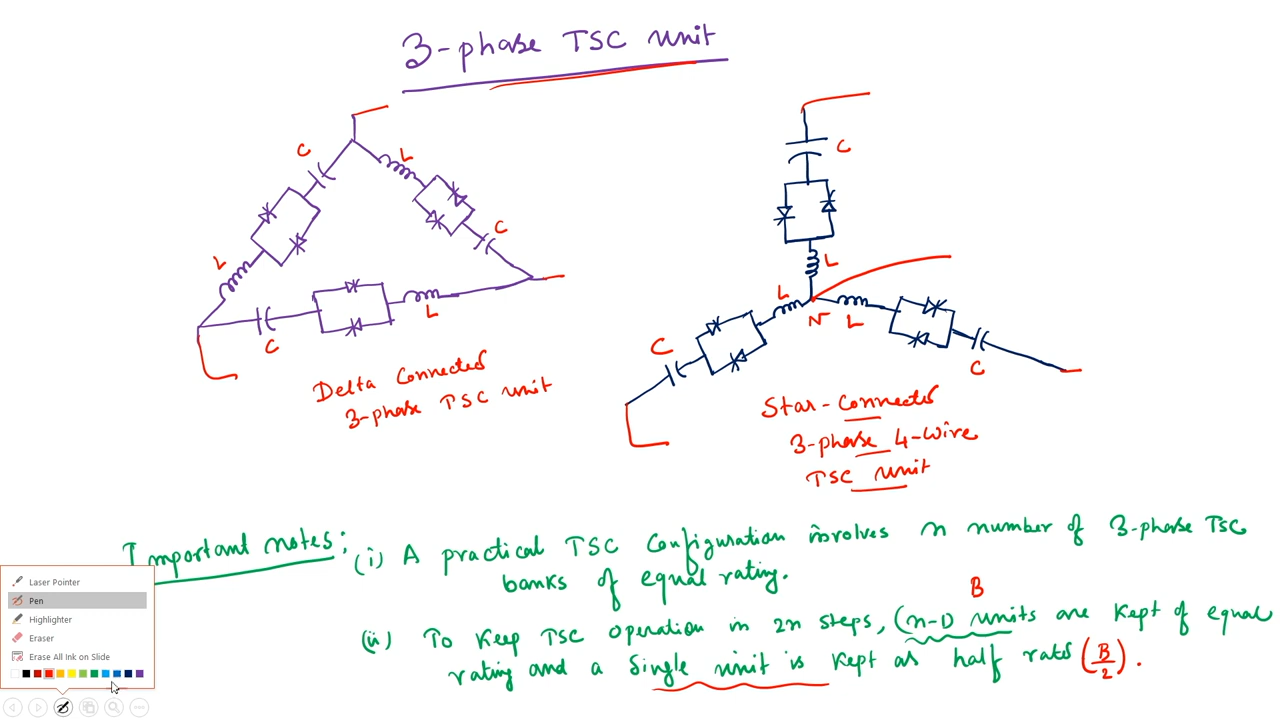 3-phase TSC unit
C
L
L
C
C
L
Delta Connected
3-phase TSC unit
C
L
L
N
L
C
C
Star-Connected
3-phase 4-wire
TSC unit
Important notes:
(i) A practical TSC configuration involves n number of 3-phase TSC
banks of equal rating.
B
(ii) To keep TSC operation in 2n steps, (n-1) units are kept of equal
rating and a single unit is kept as half rated (B/2).
Laser Pointer
Pen
Highlighter
Eraser
Erase All Ink on Slide